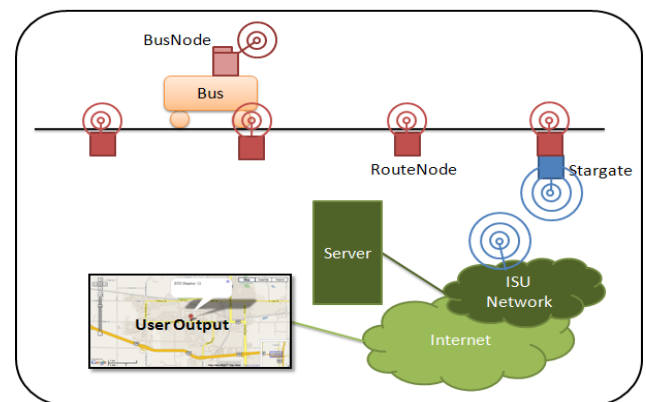 BusNode
Bus
RouteNode
Stargate
Server
ISU
Network
User Output
Internet